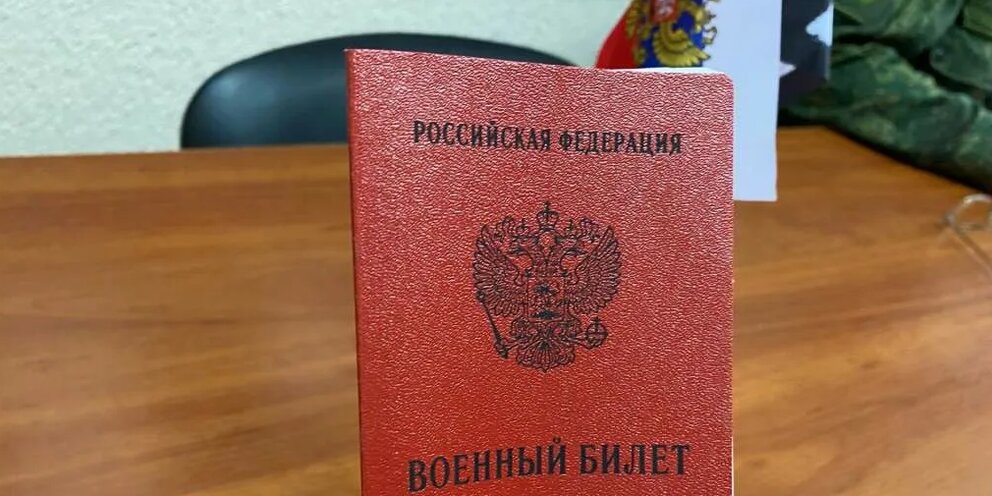 РОССИЙСКАЯ ФЕДЕРАЦИЯ
ВОЕННЫЙ БИЛЕТ